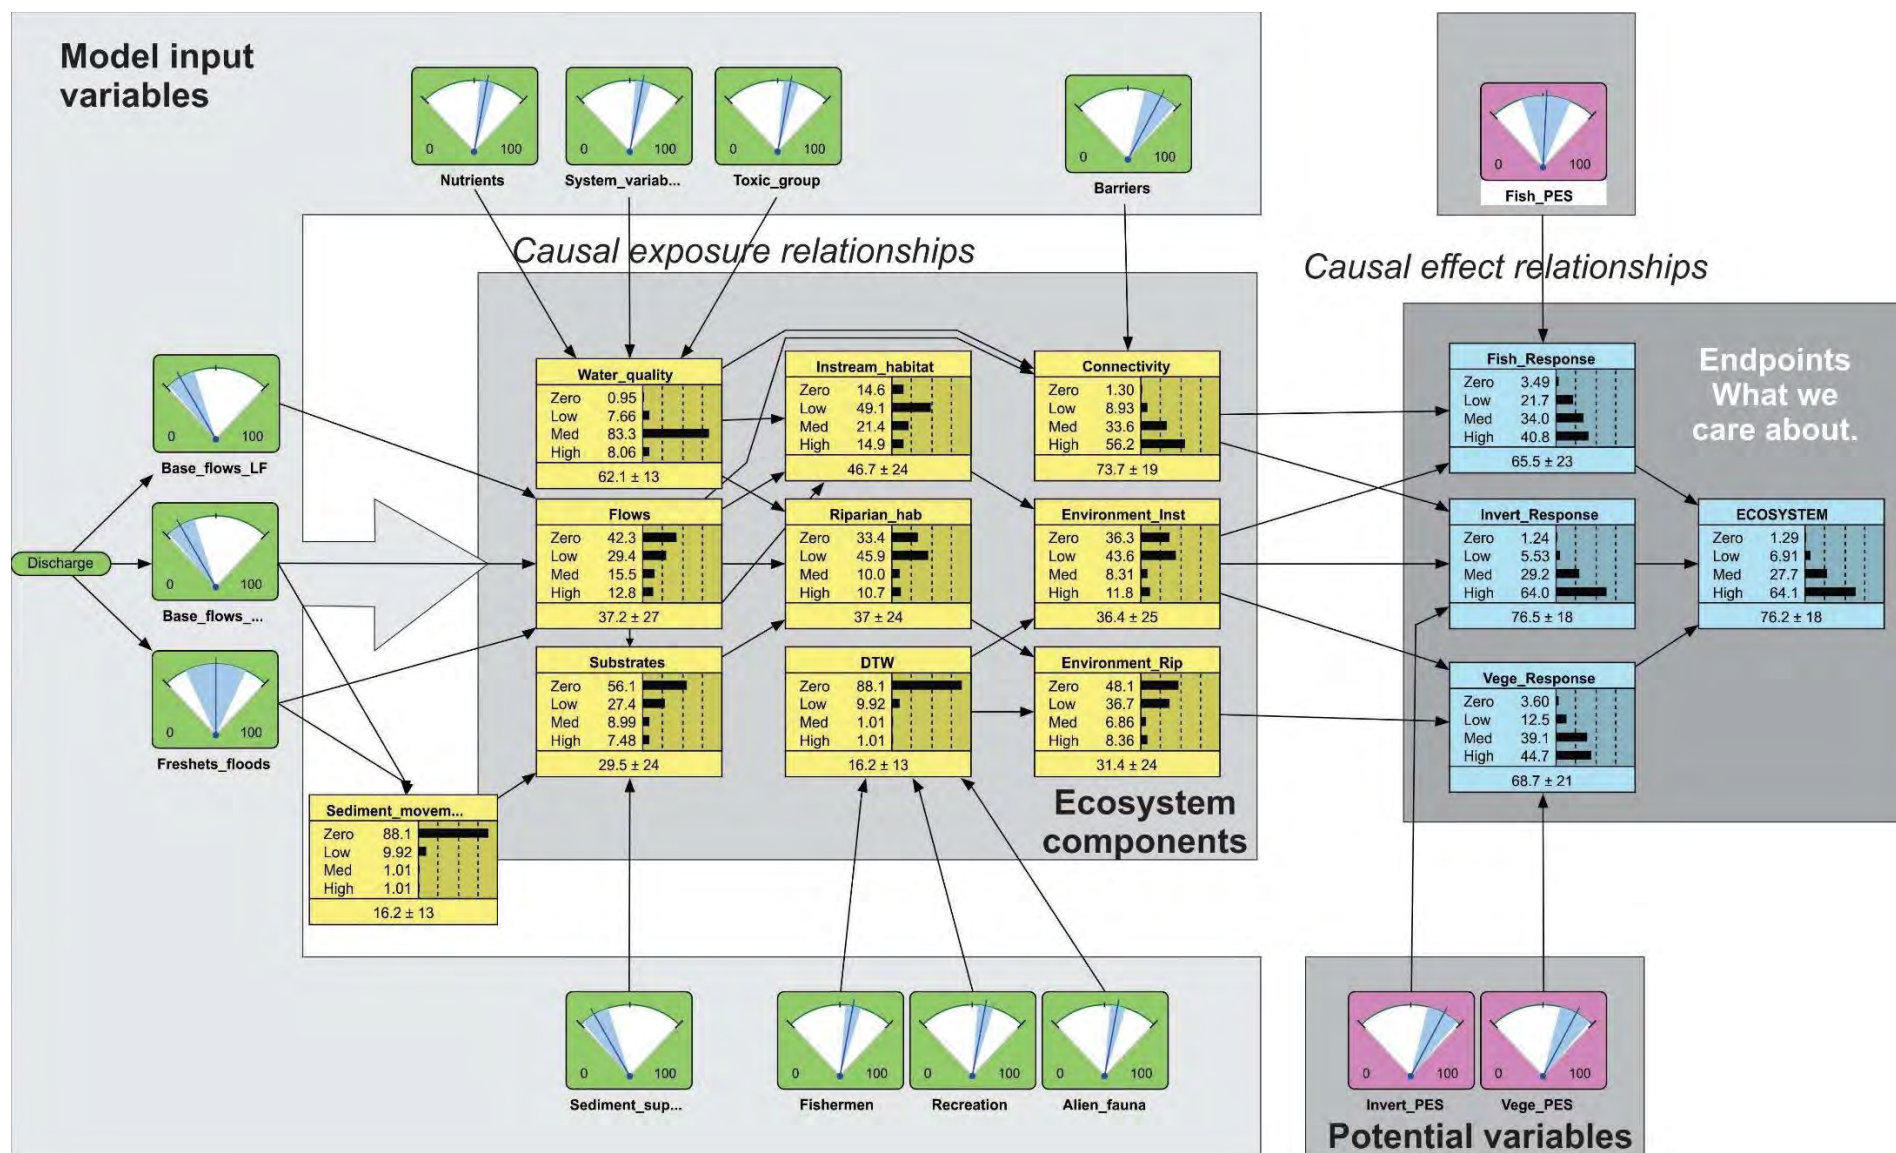 Model input
variables
0 100
Nutrients
0 100
System_variab...
0 100
Toxic_group
0 100
Barriers
0 100
Fish_PES
Causal exposure relationships
Causal effect relationships
Discharge
0 100
Base_flows_LF
0 100
Base_flows_...
0 100
Freshets_floods
Water_quality
Zero 0.95
Low 7.66
Med 83.3
High 8.06
62.1 ± 13
Instream_habitat
Zero 14.6
Low 49.1
Med 21.4
High 14.9
46.7 ± 24
Connectivity
Zero 1.30
Low 8.93
Med 33.6
High 56.2
73.7 ± 19
Flows
Zero 42.3
Low 29.4
Med 15.5
High 12.8
37.2 ± 27
Riparian_hab
Zero 33.4
Low 45.9
Med 10.0
High 10.7
37 ± 24
Environment_Inst
Zero 36.3
Low 43.6
Med 8.31
High 11.8
36.4 ± 25
Substrates
Zero 56.1
Low 27.4
Med 8.99
High 7.48
29.5 ± 24
DTW
Zero 88.1
Low 9.92
Med 1.01
High 1.01
16.2 ± 13
Environment_Rip
Zero 48.1
Low 36.7
Med 6.86
High 8.36
31.4 ± 24
Sediment_movem...
Zero 88.1
Low 9.92
Med 1.01
High 1.01
16.2 ± 13
Ecosystem
components
Fish_Response
Zero 3.49
Low 21.7
Med 34.0
High 40.8
65.5 ± 23
Endpoints
What we
care about.
Invert_Response
Zero 1.24
Low 5.53
Med 29.2
High 64.0
76.5 ± 18
ECOSYSTEM
Zero 1.29
Low 6.91
Med 27.7
High 64.1
76.2 ± 18
Vege_Response
Zero 3.60
Low 12.5
Med 39.1
High 44.7
68.7 ± 21
0 100
Sediment_sup...
0 100
Fishermen
0 100
Recreation
0 100
Alien_fauna
0 100
Invert_PES
0 100
Vege_PES
Potential variables